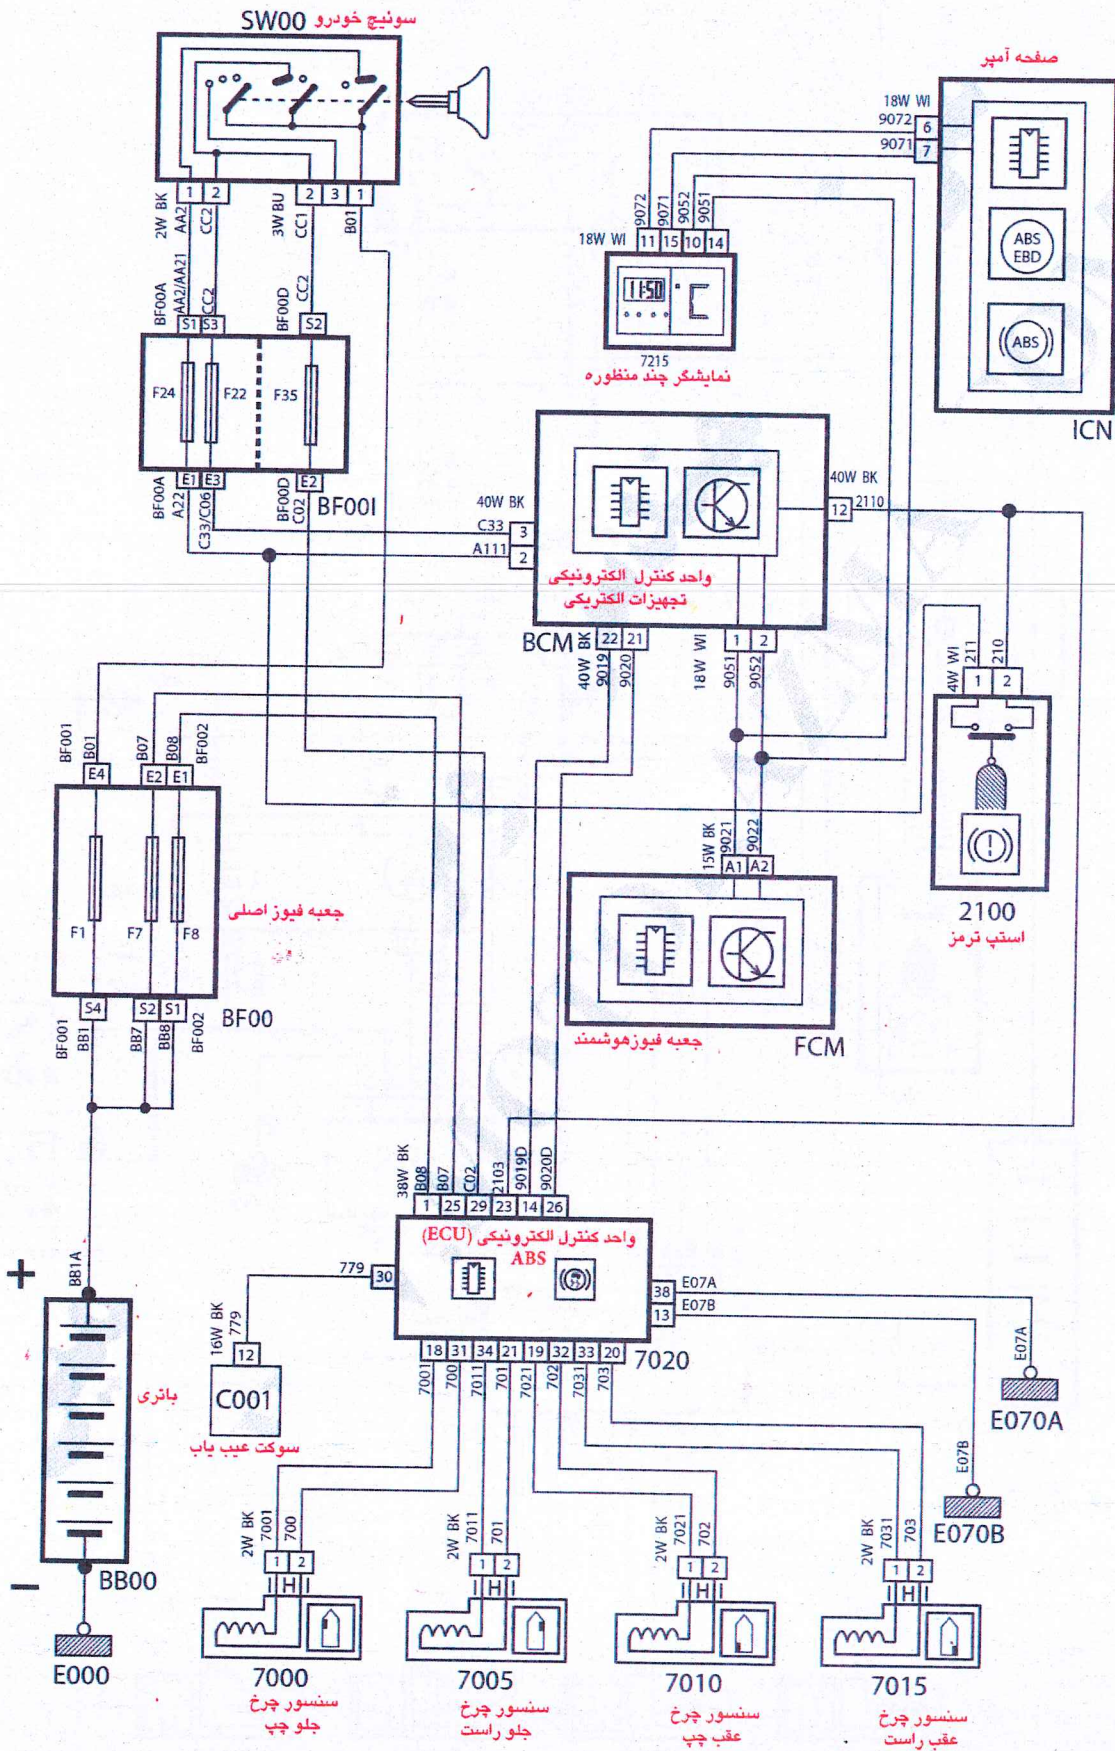 SW00 سوئیچ خودرو
صفحه آمپر
18W WI
9072
9071
6
7
ABS
EBD
(ABS)
ICN
1 2
2 3 1
2W BK
AA2
CC2
3W BU
CC1
B01
BF00A
AA2/AA21
CC2
BF00D
CC2
S1 S3
S2
F24
F22
F35
E1 E3
E2
BF00A
A22
C33/C06
BF00D
C02
BF00I
9072
9071
9052
9051
18W WI
11 15 10 14
11:50
°C
7215
نمایشگر چند منظوره
40W BK
C33
A111
3
2
40W BK
12
2110
واحد کنترل الکترونیکی
تجهیزات الکتریکی
BCM
22 21
1 2
40W BK
9019
9020
18W WI
9051
9052
4W WI
211
210
1 2
2100
استپ ترمز
BF001
B01
B07
B08
BF002
E4
E2 E1
F1
F7
F8
جعبه فیوز اصلی
S4
S2 S1
BF001
BB1
BB7
BB8
BF002
BF00
15W BK
9021
9022
A1 A2
جعبه فیوزهوشمند
FCM
38W BK
B08
B07
C02
2103
9019D
9020D
1 25 29 23 14 26
واحد کنترل الکترونیکی (ECU)
ABS
779
30
38
E07A
13
E07B
18 31 34 21 19 32 33 20
7020
7001
700
7011
701
7021
702
7031
703
16W BK
779
12
C001
سوکت عیب یاب
E07A
E070A
E07B
E070B
+
BB1A
باتری
BB00
−
E000
2W BK
7001
700
1 2
H
7000
سنسور چرخ
جلو چپ
2W BK
7011
701
1 2
H
7005
سنسور چرخ
جلو راست
2W BK
7021
702
1 2
H
7010
سنسور چرخ
عقب چپ
2W BK
7031
703
1 2
H
7015
سنسور چرخ
عقب راست